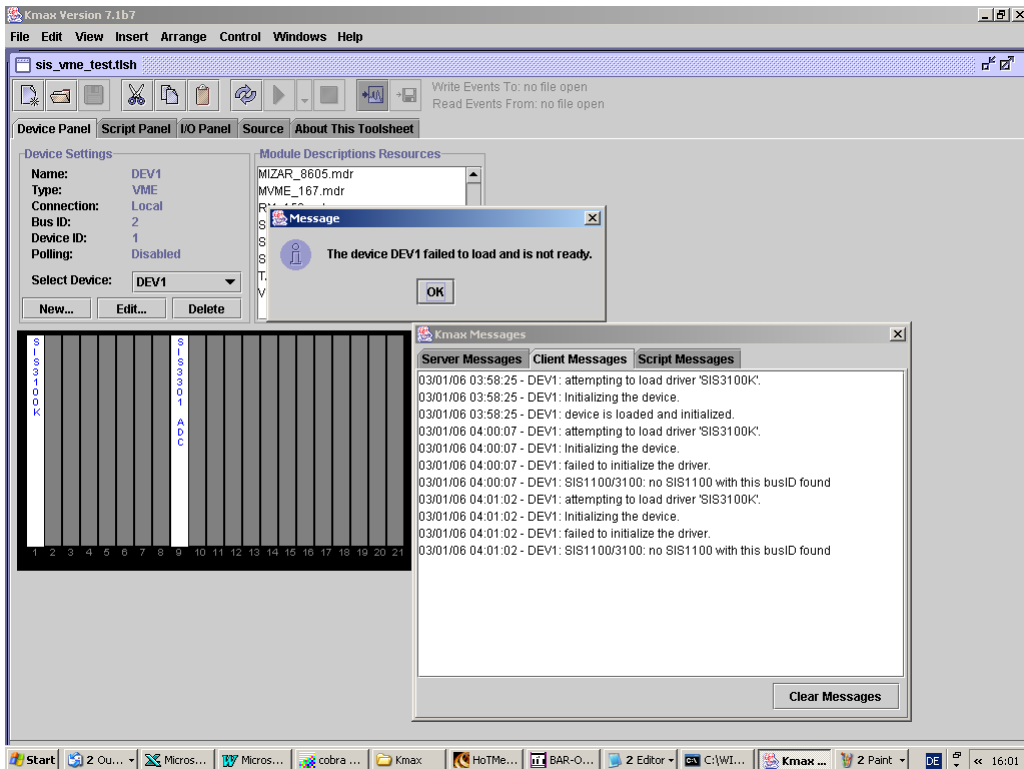 Kmax Version 7.1b7
File Edit View Insert Arrange Control Windows Help
sis_vme_test.tlsh
Write Events To: no file open
Read Events From: no file open
Device Panel Script Panel I/O Panel Source About This Toolsheet
Device Settings
Name: DEV1
Type: VME
Connection: Local
Bus ID: 2
Device ID: 1
Polling: Disabled
Select Device: DEV1
New... Edit... Delete
Module Descriptions Resources
MIZAR_8605.mdr
MVME_167.mdr
S
S
S
T.
V
Message
The device DEV1 failed to load and is not ready.
OK
SIS3100K
SIS3301 ADC
1 2 3 4 5 6 7 8 9 10 11 12 13 14 15 16 17 18 19 20 21
Kmax Messages
Server Messages Client Messages Script Messages
03/01/06 03:58:25 - DEV1: attempting to load driver 'SIS3100K'.
03/01/06 03:58:25 - DEV1: Initializing the device.
03/01/06 03:58:25 - DEV1: device is loaded and initialized.
03/01/06 04:00:07 - DEV1: attempting to load driver 'SIS3100K'.
03/01/06 04:00:07 - DEV1: Initializing the device.
03/01/06 04:00:07 - DEV1: failed to initialize the driver.
03/01/06 04:00:07 - DEV1: SIS1100/3100: no SIS1100 with this busID found
03/01/06 04:01:02 - DEV1: attempting to load driver 'SIS3100K'.
03/01/06 04:01:02 - DEV1: Initializing the device.
03/01/06 04:01:02 - DEV1: failed to initialize the driver.
03/01/06 04:01:02 - DEV1: SIS1100/3100: no SIS1100 with this busID found
Clear Messages
Start 2 Ou... Micros... Micros... cobra ... Kmax HoTMe... BAR-O... 2 Editor C:\WI... Kmax ... 2 Paint DE « 16:01